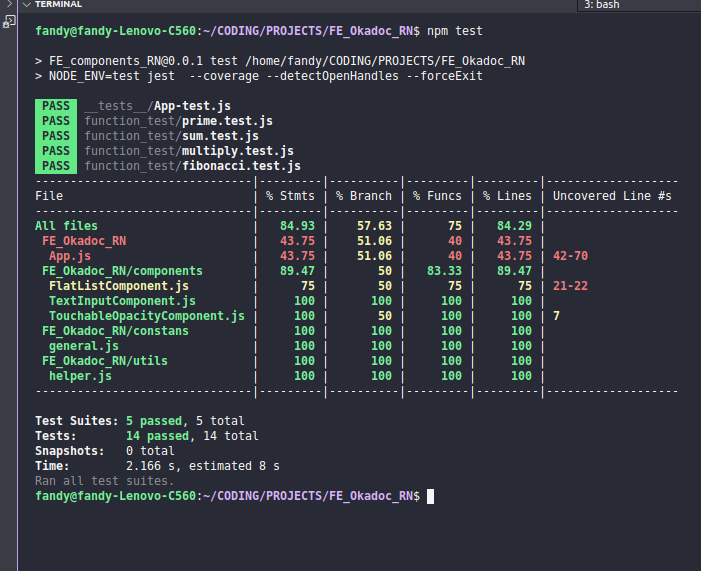 TERMINAL
3: bash
fandy@fandy-Lenovo-C560:~/CODING/PROJECTS/FE_Okadoc_RN$ npm test
> FE_components_RN@0.0.1 test /home/fandy/CODING/PROJECTS/FE_Okadoc_RN
> NODE_ENV=test jest  --coverage --detectOpenHandles --forceExit
PASS __tests__/App-test.js
PASS function_test/prime.test.js
PASS function_test/sum.test.js
PASS function_test/multiply.test.js
PASS function_test/fibonacci.test.js
-------------------------------|---------|----------|---------|---------|-------------------
File                           | % Stmts | % Branch | % Funcs | % Lines | Uncovered Line #s
-------------------------------|---------|----------|---------|---------|-------------------
All files                      |   84.93 |    57.63 |      75 |   84.29 |
 FE_Okadoc_RN                  |   43.75 |    51.06 |      40 |   43.75 |
  App.js                       |   43.75 |    51.06 |      40 |   43.75 | 42-70
 FE_Okadoc_RN/components       |   89.47 |       50 |   83.33 |   89.47 |
  FlatListComponent.js         |      75 |       50 |      75 |      75 | 21-22
  TextInputComponent.js        |     100 |      100 |     100 |     100 |
  TouchableOpacityComponent.js |     100 |       50 |     100 |     100 | 7
 FE_Okadoc_RN/constans         |     100 |      100 |     100 |     100 |
  general.js                   |     100 |      100 |     100 |     100 |
 FE_Okadoc_RN/utils            |     100 |      100 |     100 |     100 |
  helper.js                    |     100 |      100 |     100 |     100 |
-------------------------------|---------|----------|---------|---------|-------------------
Test Suites: 5 passed, 5 total
Tests:       14 passed, 14 total
Snapshots:   0 total
Time:        2.166 s, estimated 8 s
Ran all test suites.
fandy@fandy-Lenovo-C560:~/CODING/PROJECTS/FE_Okadoc_RN$